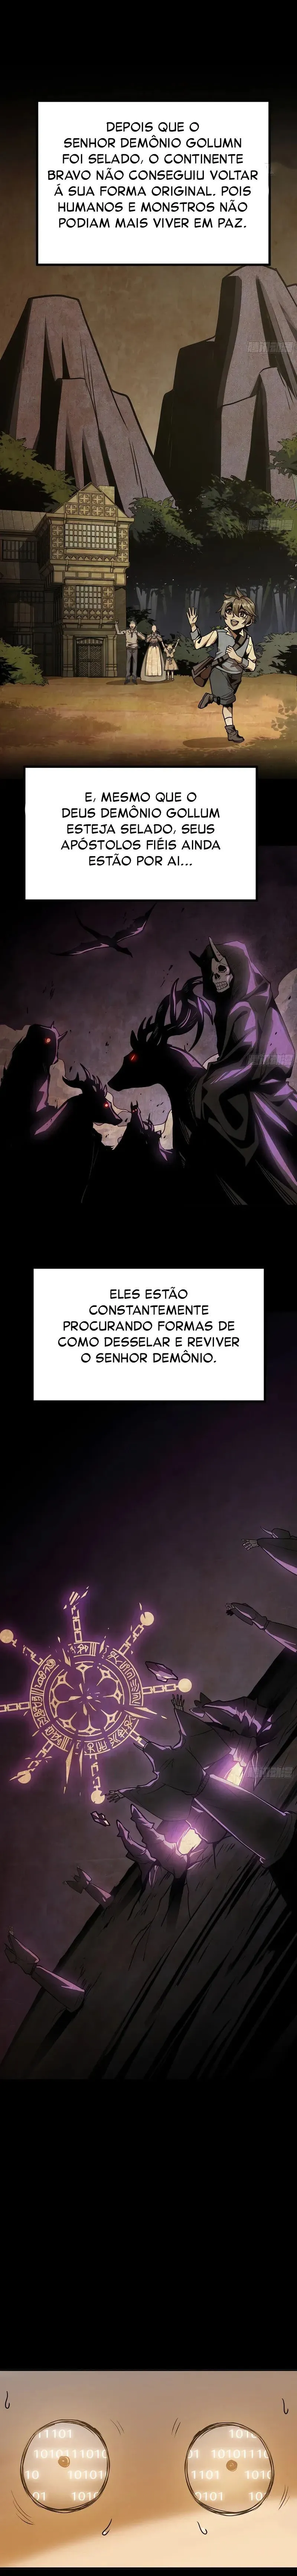 DEPOIS QUE O
SENHOR DEMÔNIO GOLUMN
FOI SELADO, O CONTINENTE
BRAVO NÃO CONSEGUIU VOLTAR
Á SUA FORMA ORIGINAL. POIS
HUMANOS E MONSTROS NÃO
PODIAM MAIS VIVER EM PAZ.
E, MESMO QUE O
DEUS DEMÔNIO GOLLUM
ESTEJA SELADO, SEUS
APÓSTOLOS FIÉIS AINDA
ESTÃO POR AI...
ELES ESTÃO
CONSTANTEMENTE
PROCURANDO FORMAS DE
COMO DESSELAR E REVIVER
O SENHOR DEMÔNIO.